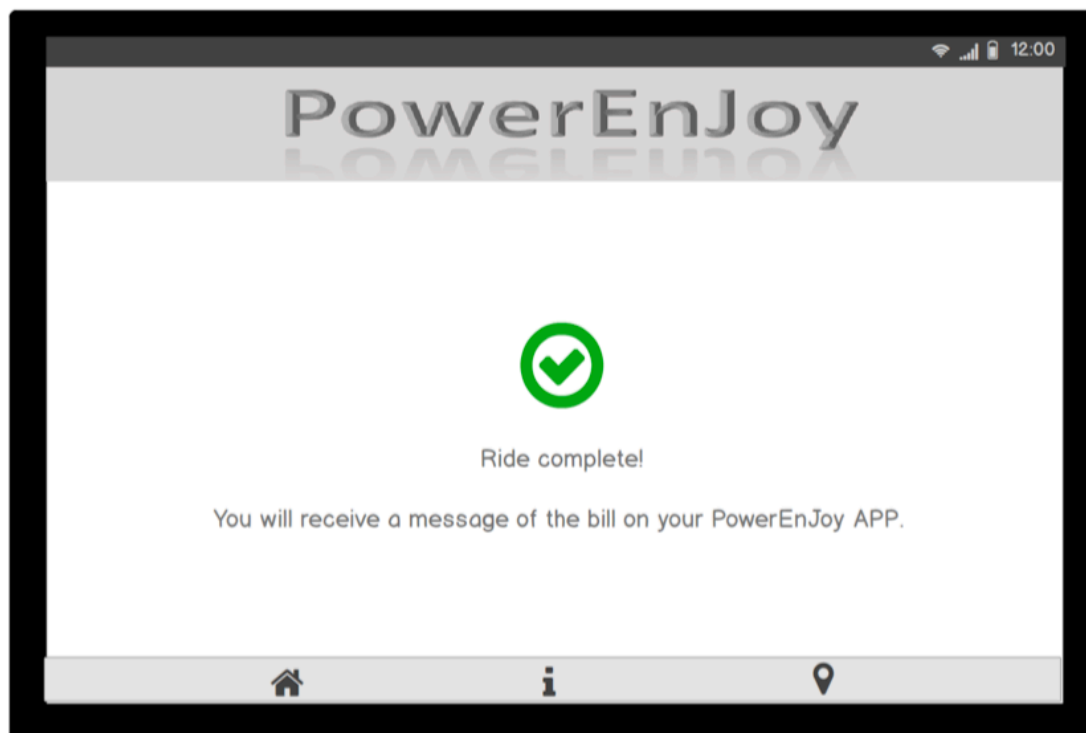 12:00
PowerEnJoy
Ride complete!
You will receive a message of the bill on your PowerEnJoy APP.